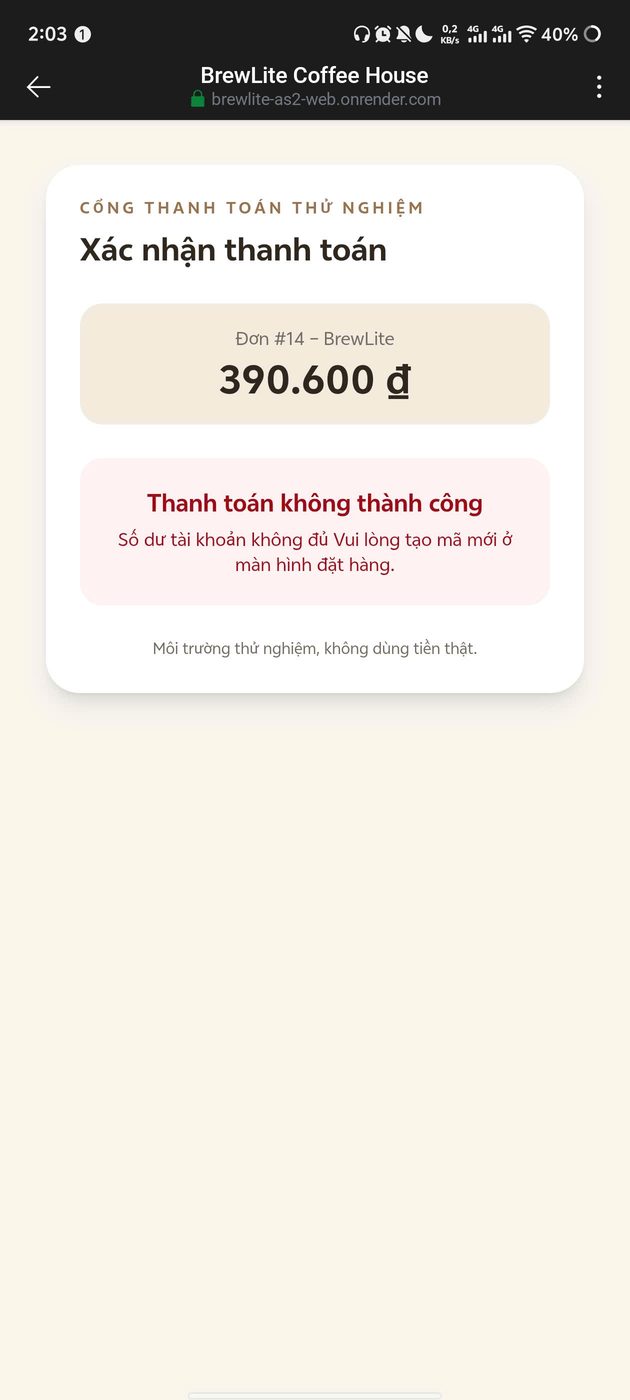 2:03 1 0,2 KB/s 4G 4G 40%
BrewLite Coffee House
brewlite-as2-web.onrender.com
CỔNG THANH TOÁN THỬ NGHIỆM
Xác nhận thanh toán
Đơn #14 – BrewLite
390.600 ₫
Thanh toán không thành công
Số dư tài khoản không đủ Vui lòng tạo mã mới ở
màn hình đặt hàng.
Môi trường thử nghiệm, không dùng tiền thật.